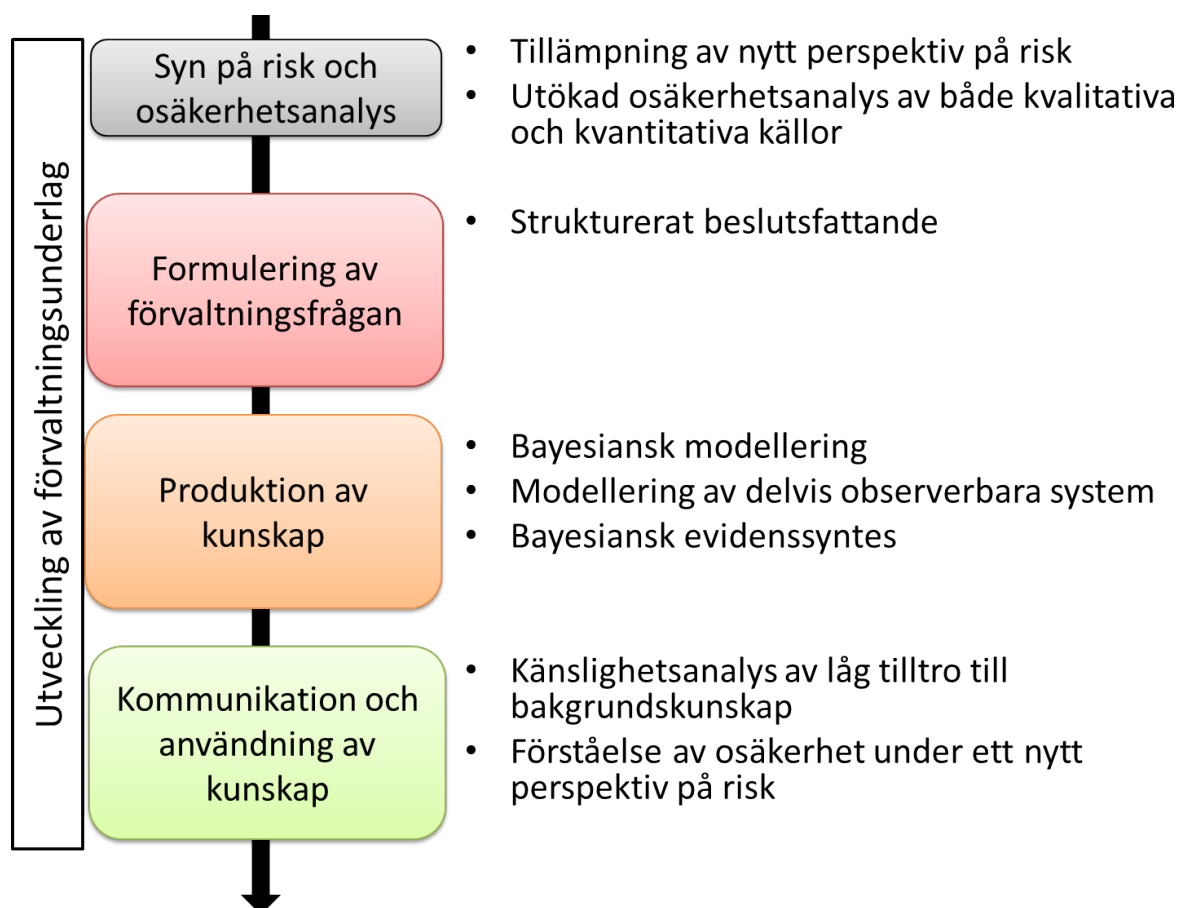 Utveckling av förvaltningsunderlag
Syn på risk och
osäkerhetsanalys
• Tillämpning av nytt perspektiv på risk
• Utökad osäkerhetsanalys av både kvalitativa
och kvantitativa källor
Formulering av
förvaltningsfrågan
• Strukturerat beslutsfattande
Produktion av
kunskap
• Bayesiansk modellering
• Modellering av delvis observerbara system
• Bayesiansk evidenssyntes
Kommunikation och
användning av
kunskap
• Känslighetsanalys av låg tilltro till
bakgrundskunskap
• Förståelse av osäkerhet under ett nytt
perspektiv på risk